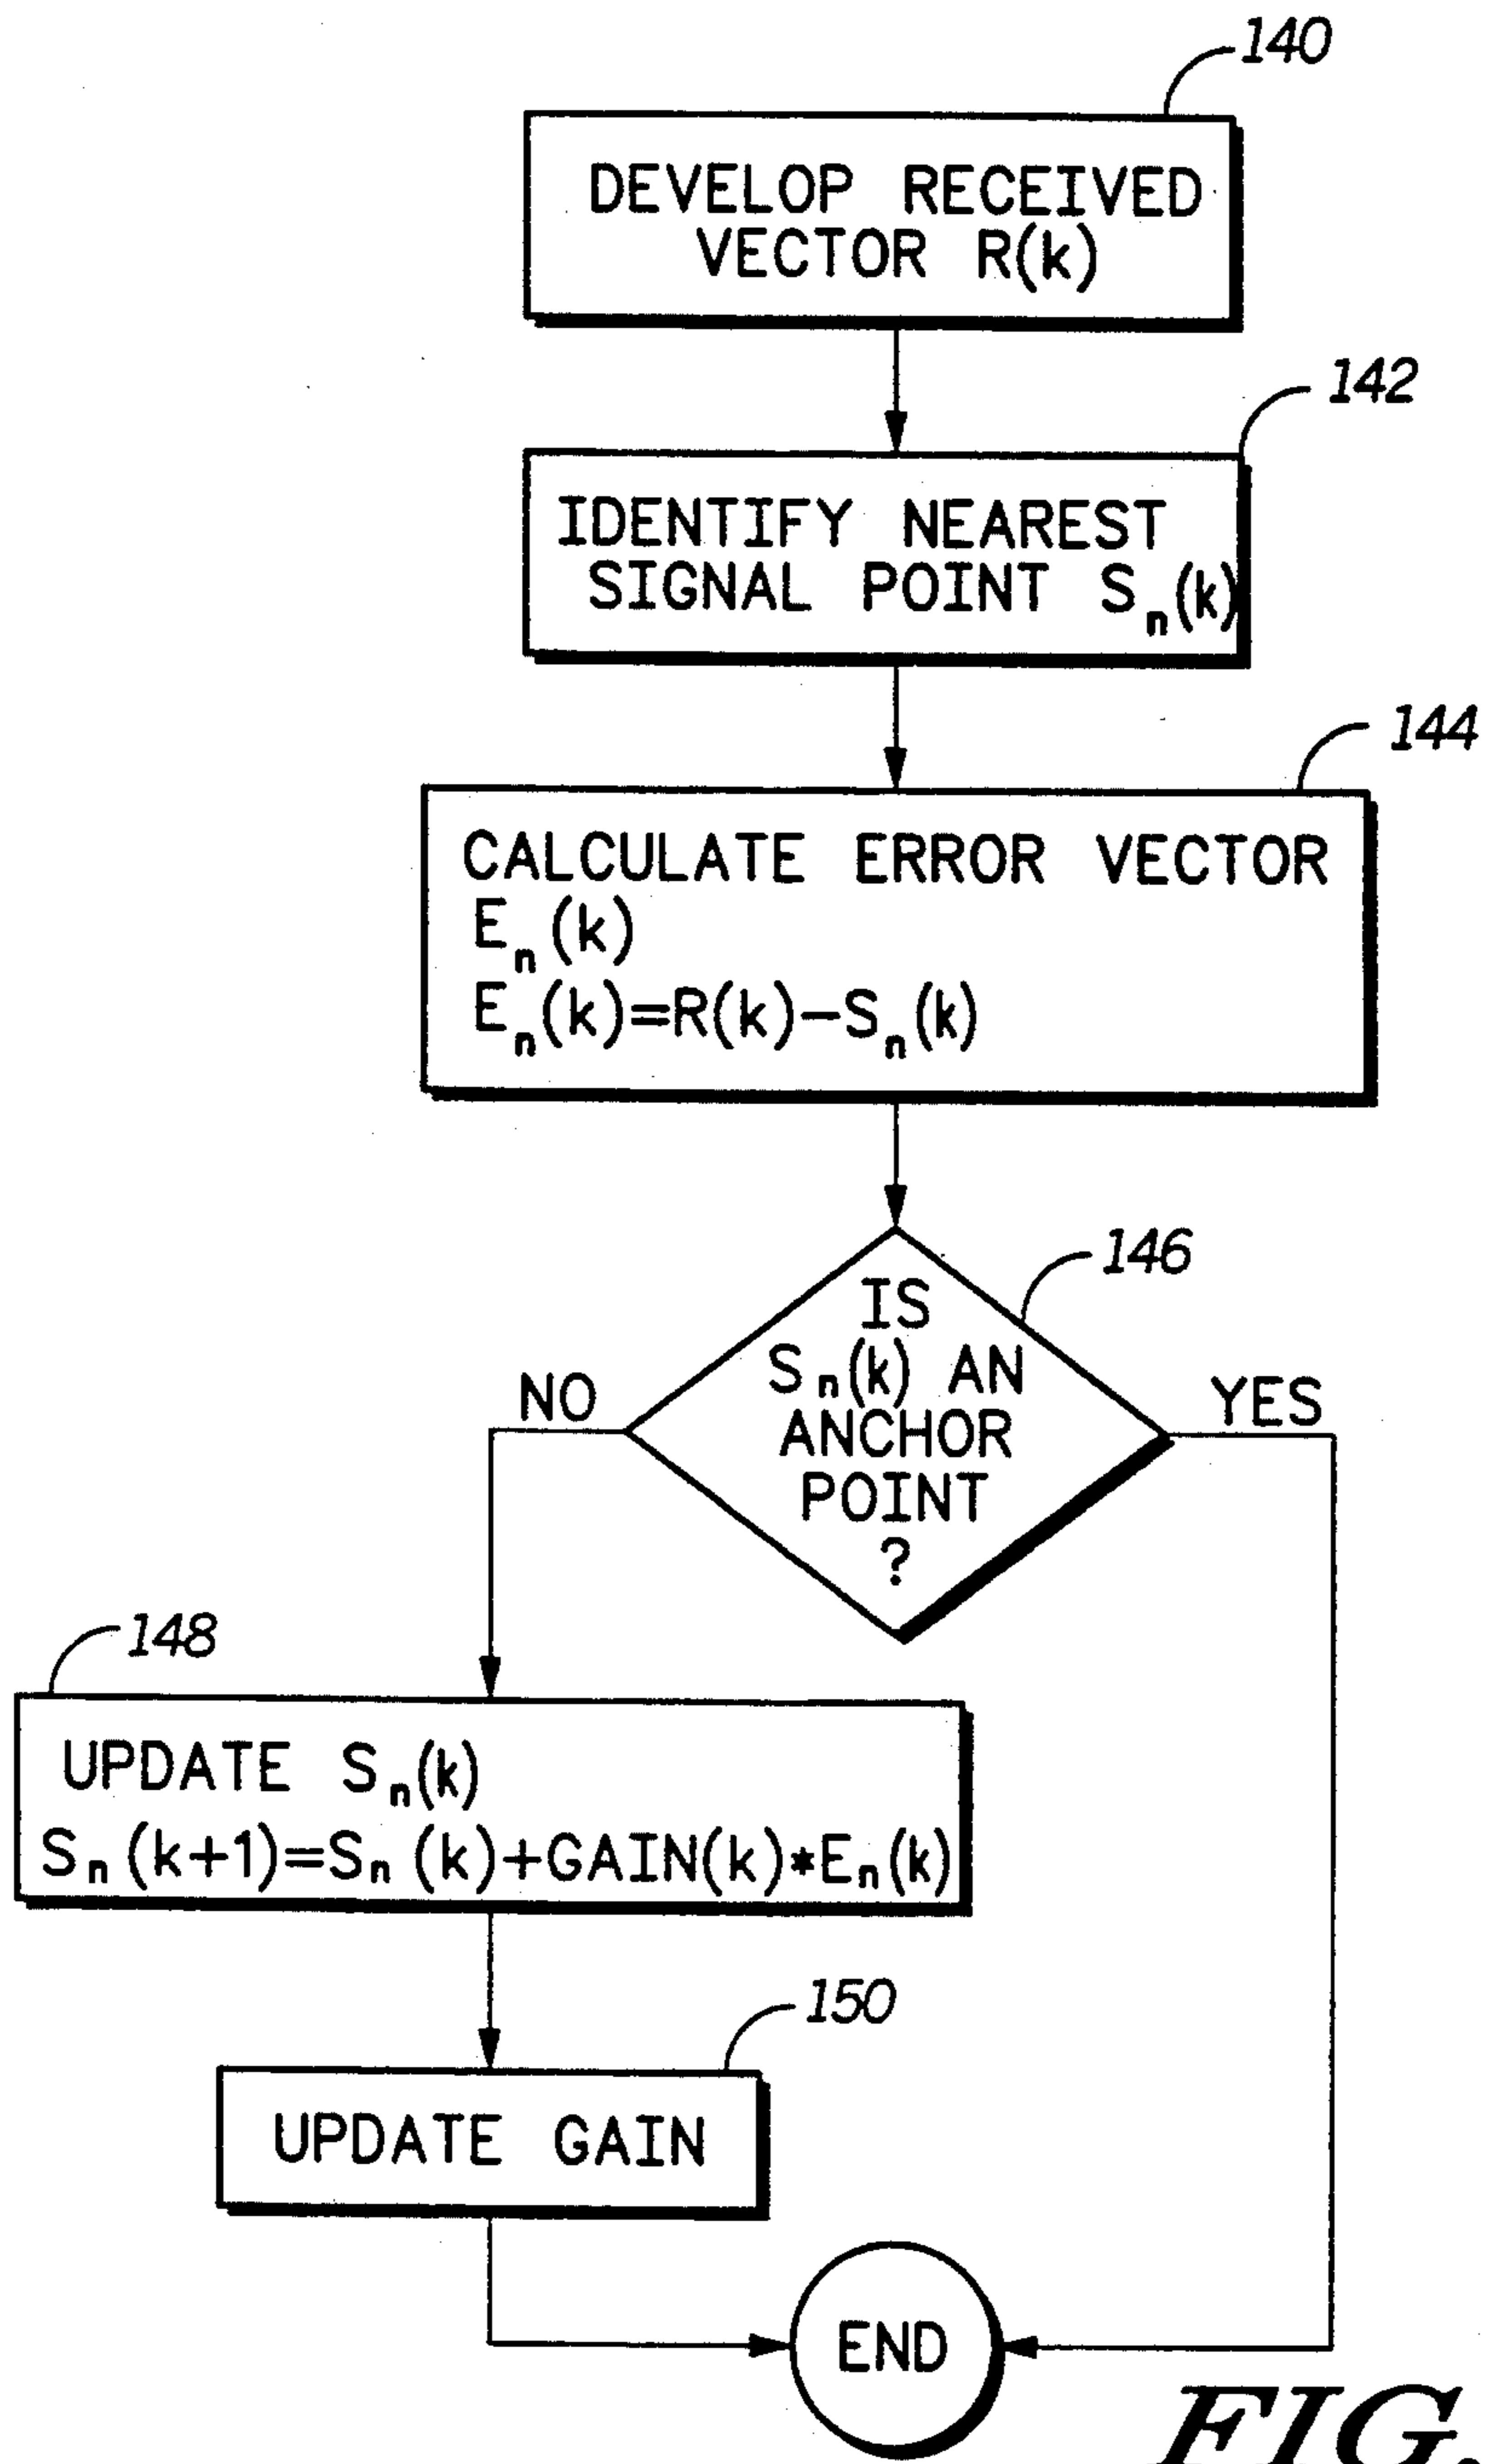 140
DEVELOP RECEIVED
VECTOR R(k)
142
IDENTIFY NEAREST
SIGNAL POINT Sₙ(k)
144
CALCULATE ERROR VECTOR
Eₙ(k)
Eₙ(k)=R(k)−Sₙ(k)
146
IS
Sₙ(k) AN
ANCHOR
POINT
?
NO
YES
148
UPDATE Sₙ(k)
Sₙ(k+1)=Sₙ(k)+GAIN(k)*Eₙ(k)
150
UPDATE GAIN
END
FIG.